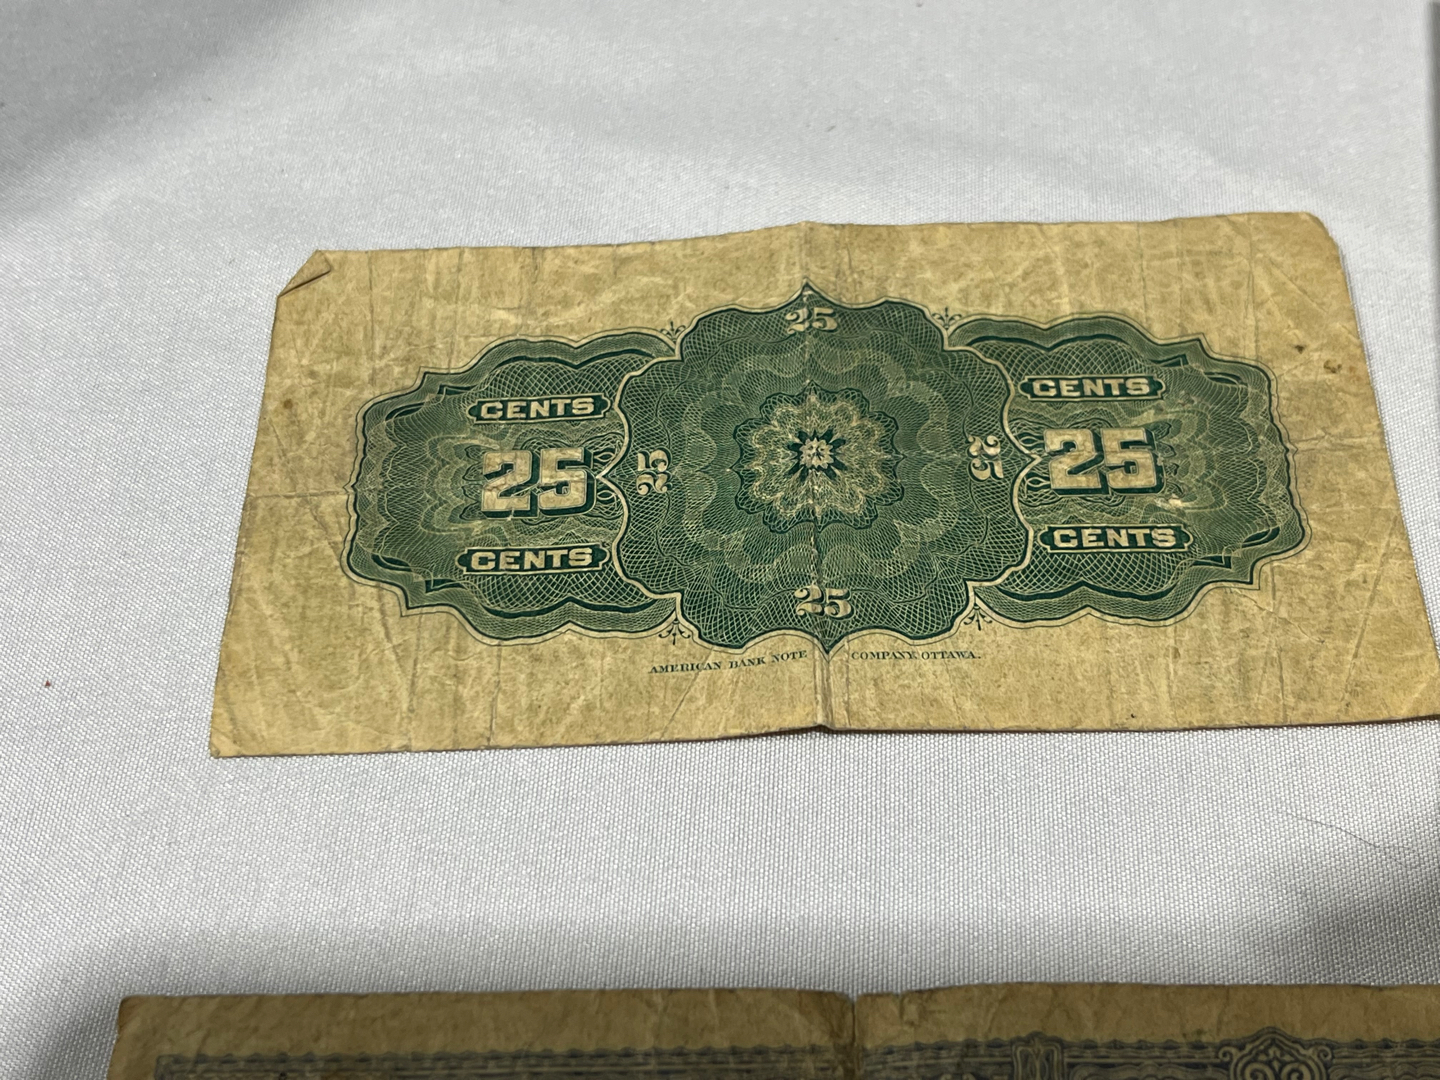 25
CENTS CENTS
25 25 25 25
CENTS CENTS
25
AMERICAN BANK NOTE COMPANY, OTTAWA.